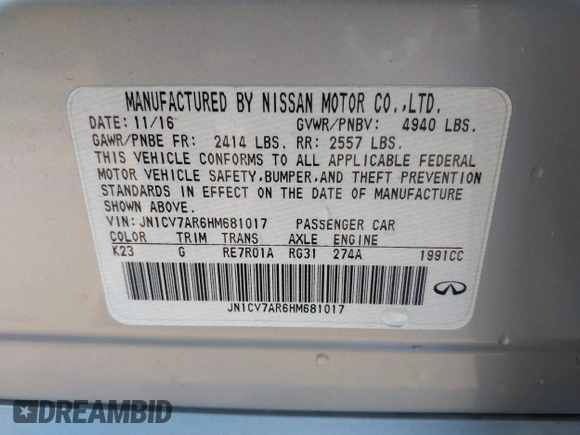 MANUFACTURED BY NISSAN MOTOR CO.,LTD.
DATE: 11/16 GVWR/PNBV: 4940 LBS.
GAWR/PNBE FR: 2414 LBS. RR: 2557 LBS.
THIS VEHICLE CONFORMS TO ALL APPLICABLE FEDERAL
MOTOR VEHICLE SAFETY,BUMPER,AND THEFT PREVENTION
STANDARDS IN EFFECT ON THE DATE OF MANUFACTURE
SHOWN ABOVE.
VIN: JN1CV7AR6HM681017 PASSENGER CAR
COLOR TRIM TRANS AXLE ENGINE
K23 G RE7R01A RG31 274A 1991CC
JN1CV7AR6HM681017
DREAMBID